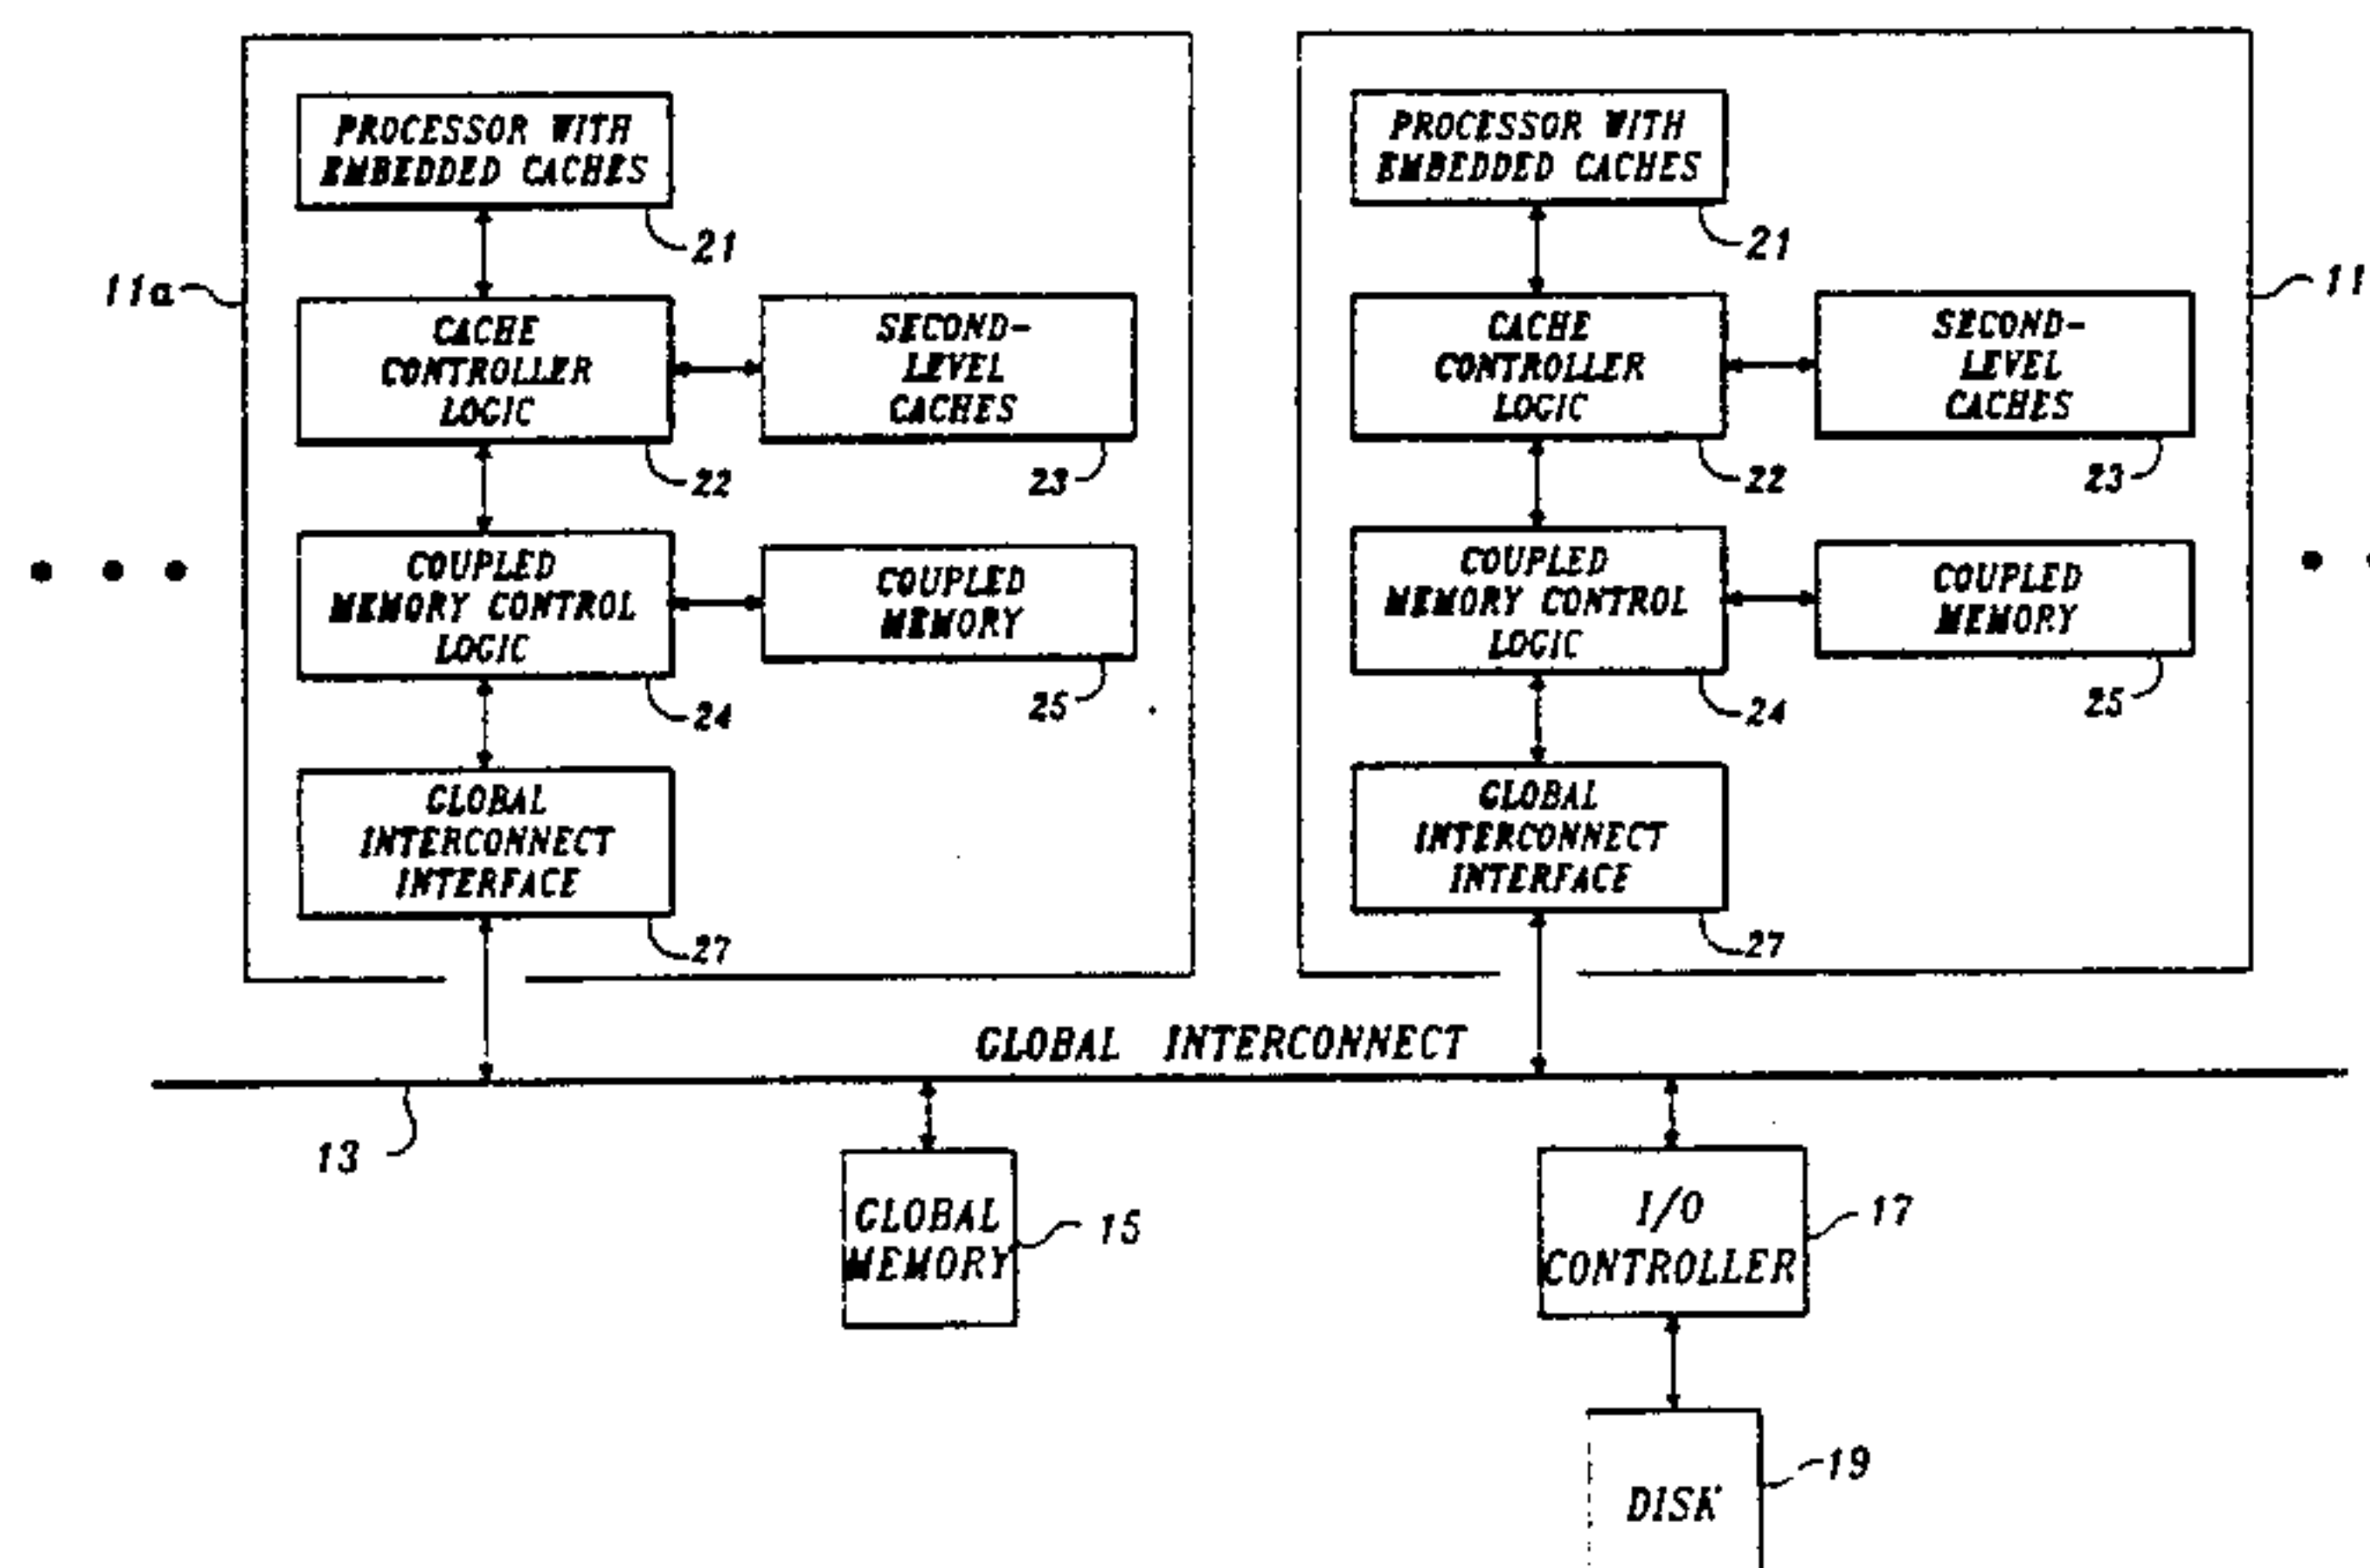 PROCESSOR WITH
EMBEDDED CACHES
21
11a
CACHE
CONTROLLER
LOGIC
22
SECOND-
LEVEL
CACHES
23
COUPLED
MEMORY CONTROL
LOGIC
24
COUPLED
MEMORY
25
GLOBAL
INTERCONNECT
INTERFACE
27
PROCESSOR WITH
EMBEDDED CACHES
21
11
CACHE
CONTROLLER
LOGIC
22
SECOND-
LEVEL
CACHES
23
COUPLED
MEMORY CONTROL
LOGIC
24
COUPLED
MEMORY
25
GLOBAL
INTERCONNECT
INTERFACE
27
GLOBAL INTERCONNECT
13
GLOBAL
MEMORY
15
I/O
CONTROLLER
17
DISK
19